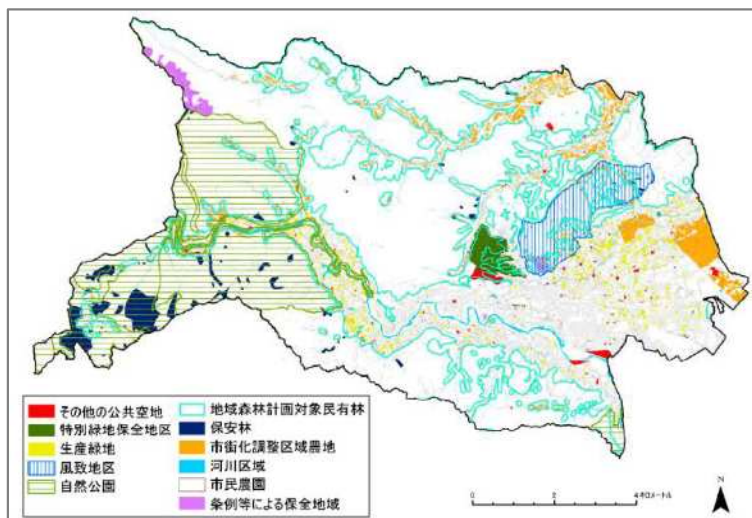 その他の公共空地
特別緑地保全地区
生産緑地
風致地区
自然公園
地域森林計画対象民有林
保安林
市街化調整区域農地
河川区域
市民農園
条例等による保全地域
0 2 4キロメートル
N